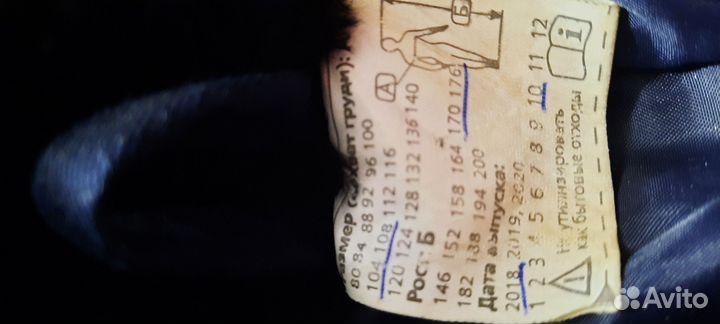 Размер (обхват груди):
80 84 88 92 96 100
104 108 112 116
120 124 128 132 136 140
Рост Б
146 152 158 164 170 176
182 188 194 200
Дата выпуска:
2018, 2019, 2020
1 2 3 4 5 6 7 8 9 10 11 12
Не утилизировать
как бытовые отходы
А
Б
i
Avito